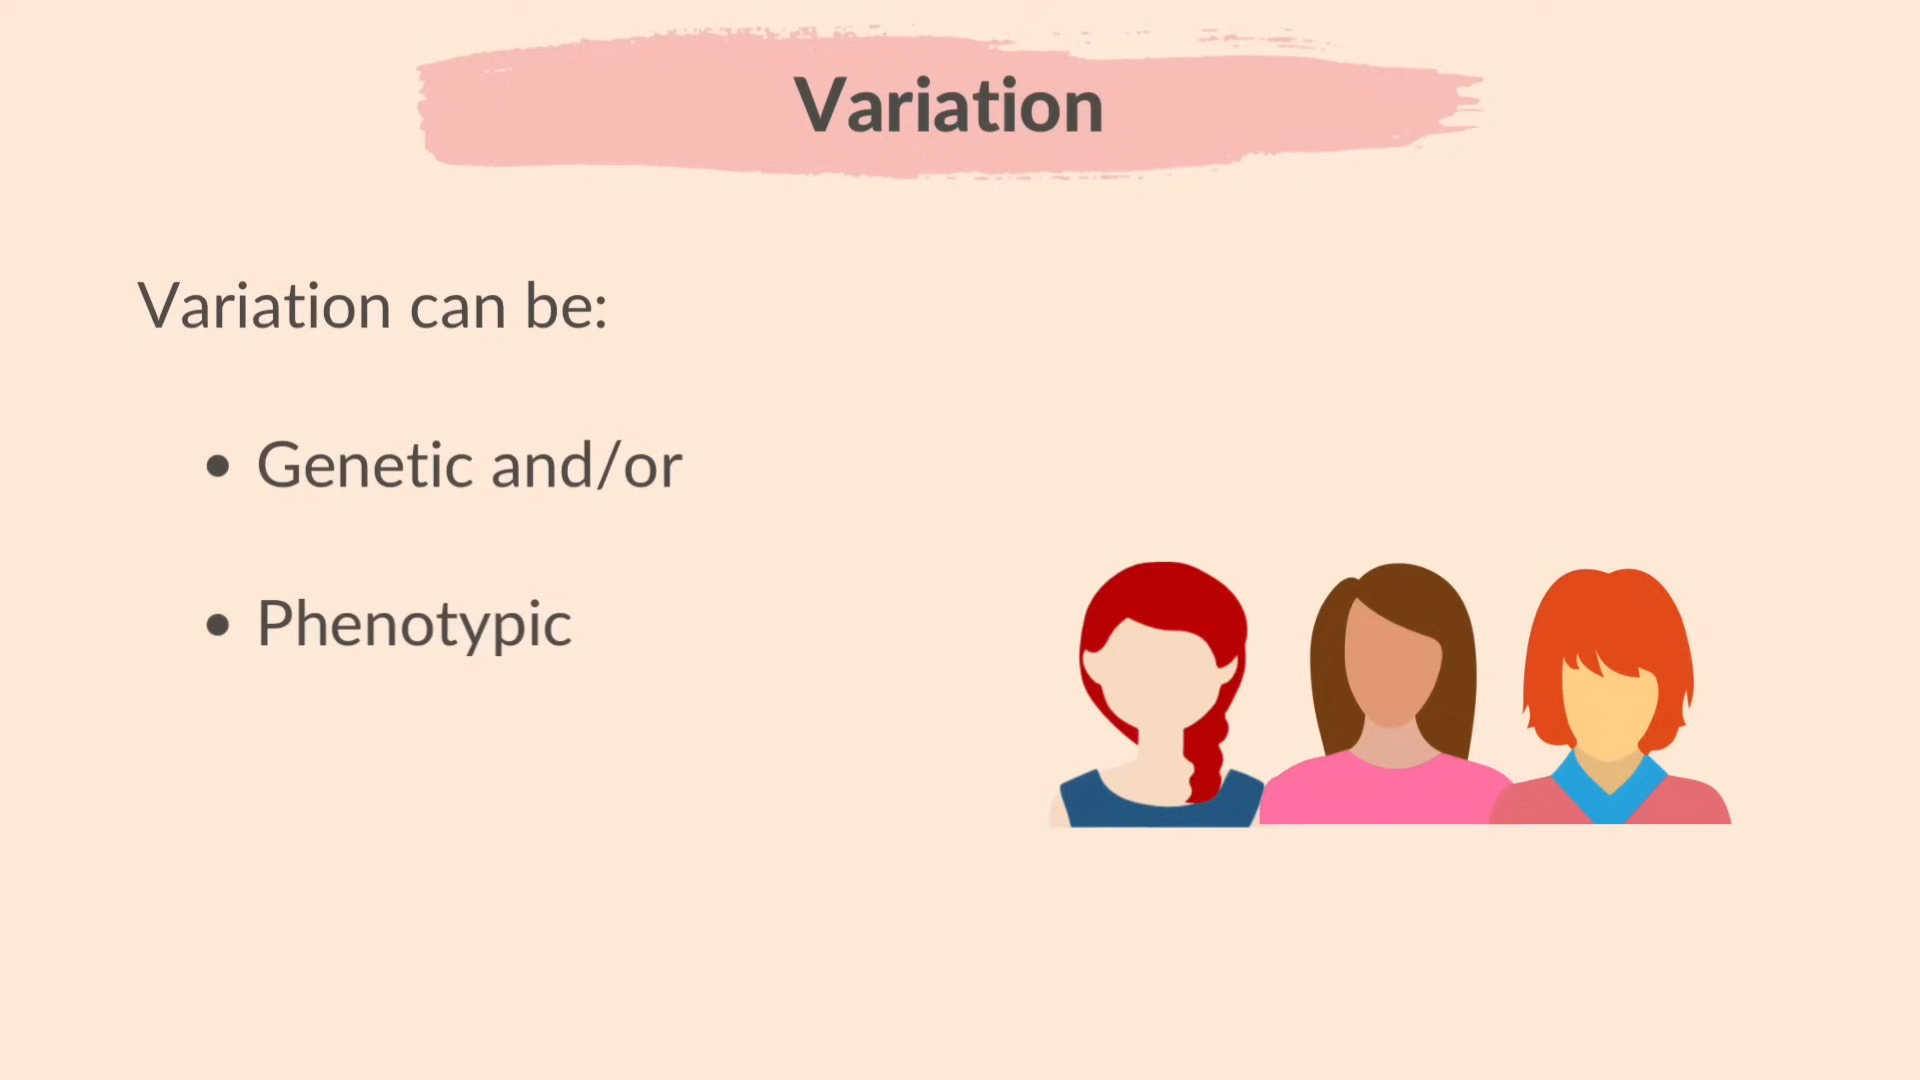 Variation
Variation can be:
• Genetic and/or
• Phenotypic